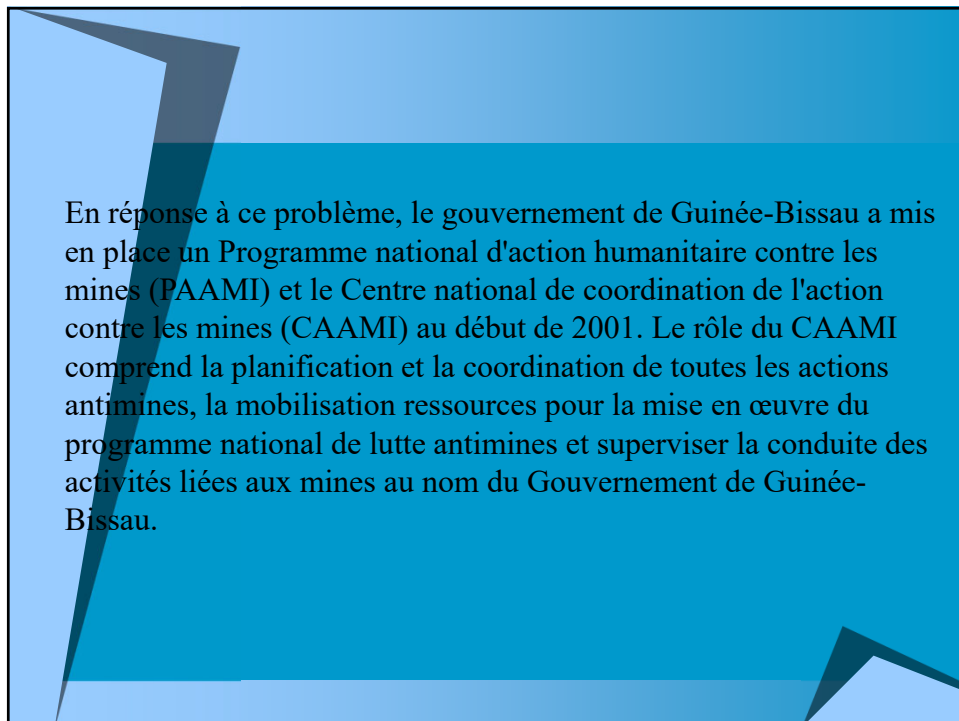 En réponse à ce problème, le gouvernement de Guinée-Bissau a mis
en place un Programme national d'action humanitaire contre les
mines (PAAMI) et le Centre national de coordination de l'action
contre les mines (CAAMI) au début de 2001. Le rôle du CAAMI
comprend la planification et la coordination de toutes les actions
antimines, la mobilisation ressources pour la mise en œuvre du
programme national de lutte antimines et superviser la conduite des
activités liées aux mines au nom du Gouvernement de Guinée-
Bissau.